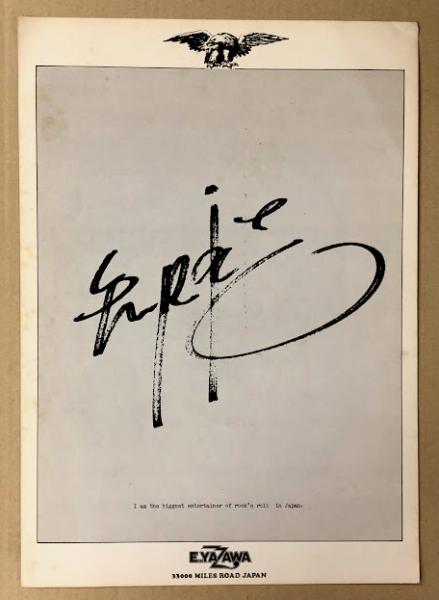 I am the biggest entertainer of rock'n roll in Japan.
E.YAZAWA
33000 MILES ROAD JAPAN